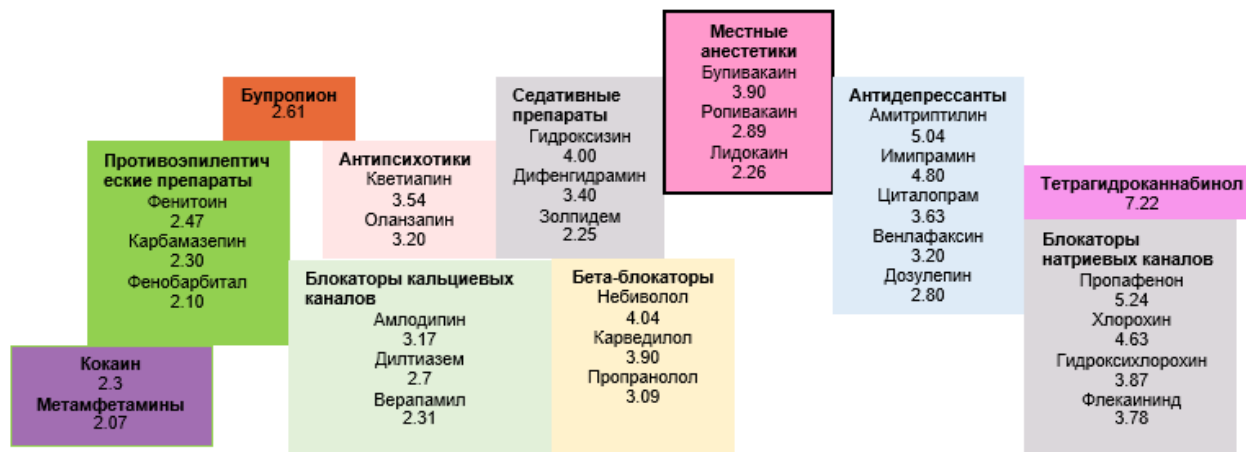 Кокаин
2.3
Метамфетамины
2.07
Противоэпилептич
еские препараты
Фенитоин
2.47
Карбамазепин
2.30
Фенобарбитал
2.10
Бупропион
2.61
Антипсихотики
Кветиапин
3.54
Оланзапин
3.20
Блокаторы кальциевых
каналов
Амлодипин
3.17
Дилтиазем
2.7
Верапамил
2.31
Седативные
препараты
Гидроксизин
4.00
Дифенгидрамин
3.40
Золпидем
2.25
Бета-блокаторы
Небиволол
4.04
Карведилол
3.90
Пропранолол
3.09
Местные
анестетики
Бупивакаин
3.90
Ропивакаин
2.89
Лидокаин
2.26
Антидепрессанты
Амитриптилин
5.04
Имипрамин
4.80
Циталопрам
3.63
Венлафаксин
3.20
Дозулепин
2.80
Тетрагидроканнабинол
7.22
Блокаторы
натриевых каналов
Пропафенон
5.24
Хлорохин
4.63
Гидроксихлорохин
3.87
Флекаининд
3.78